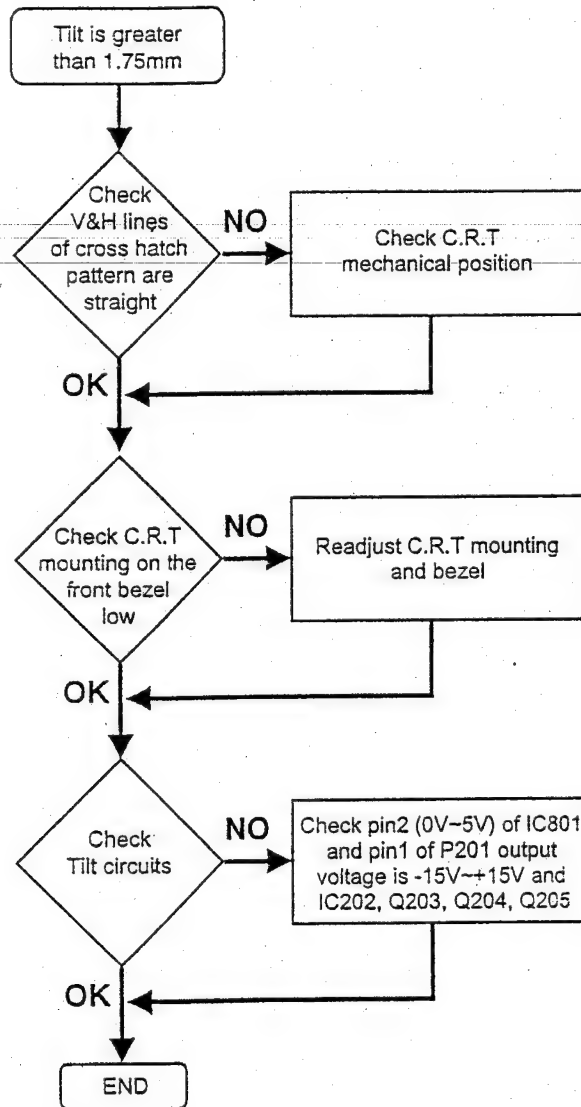 Tilt is greater
than 1.75mm
Check
V&H lines
of cross hatch
pattern are
straight
NO
Check C.R.T
mechanical position
OK
Check C.R.T
mounting on the
front bezel
low
NO
Readjust C.R.T mounting
and bezel
OK
Check
Tilt circuits
NO
Check pin2 (0V~5V) of IC801
and pin1 of P201 output
voltage is -15V~+15V and
IC202, Q203, Q204, Q205
OK
END